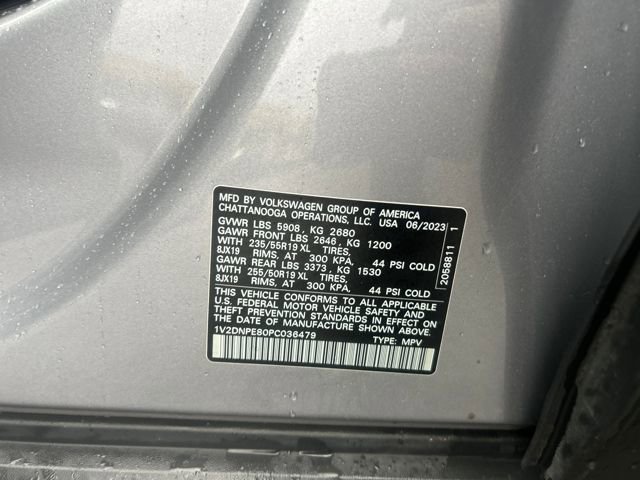 MFD BY VOLKSWAGEN GROUP OF AMERICA
CHATTANOOGA OPERATIONS, LLC. USA 06/2023
GVWR LBS 5908, KG 2680
GAWR FRONT LBS 2646, KG 1200
WITH 235/55R19 XL TIRES,
8JX19 RIMS, AT 300 KPA. 44 PSI COLD
GAWR REAR LBS 3373, KG 1530
WITH 255/50R19 XL TIRES,
8JX19 RIMS, AT 300 KPA. 44 PSI COLD
THIS VEHICLE CONFORMS TO ALL APPLICABLE
U.S. FEDERAL MOTOR VEHICLE SAFETY AND
THEFT PREVENTION STANDARDS IN EFFECT
ON THE DATE OF MANUFACTURE SHOWN ABOVE.
1V2DNPE80PC036479 TYPE: MPV
2058811 1